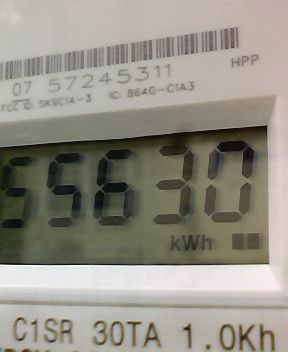 HPP
07 57245311
FCC ID: SK9C1A-3 IC: 864G-C1A3
55630
kWh
C1SR 30TA 1.0Kh